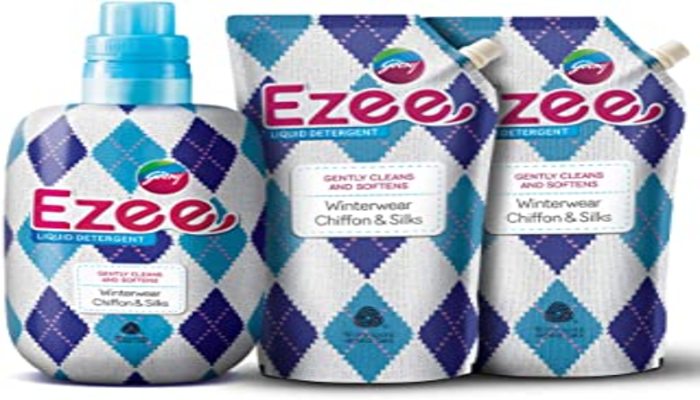 Godrej
Ezee
LIQUID DETERGENT
GENTLY CLEANS
AND SOFTENS
Winterwear
Chiffon & Silks
Godrej
Ezee
LIQUID DETERGENT
GENTLY CLEANS
AND SOFTENS
Winterwear
Chiffon & Silks
Godrej
zee
GENTLY CLEANS
AND SOFTENS
Winterwear
Chiffon & Silks